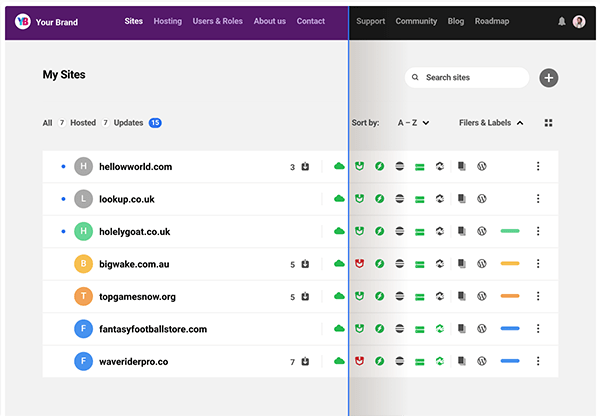 YB Your Brand Sites Hosting Users & Roles About us Contact Support Community Blog Roadmap
My Sites Search sites
All 7 Hosted 7 Updates 15 Sort by: A – Z Filers & Labels
H hellowworld.com 3
L lookup.co.uk
H holelygoat.co.uk
B bigwake.com.au 5
T topgamesnow.org 5
F fantasyfootballstore.com
F waveriderpro.co 7